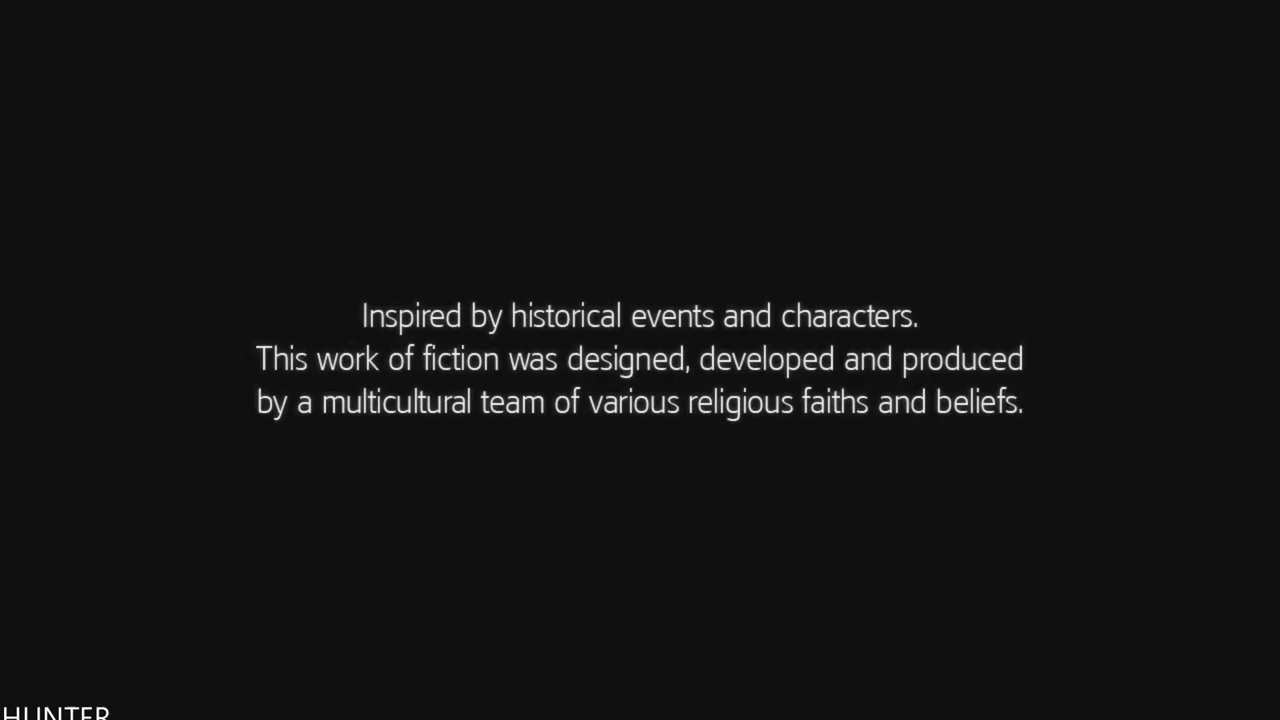 Inspired by historical events and characters.
This work of fiction was designed, developed and produced
by a multicultural team of various religious faiths and beliefs.
HUNTER